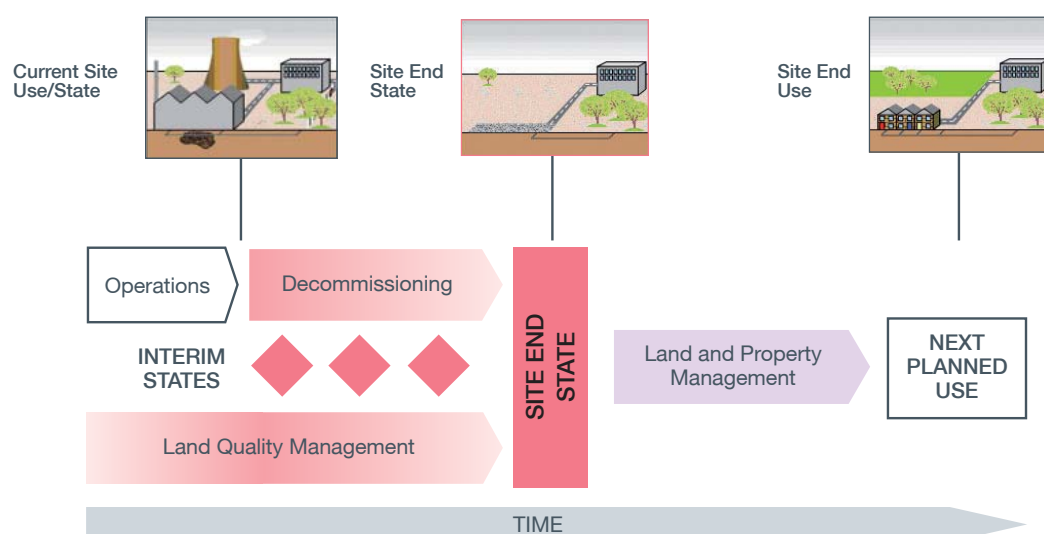 Current Site
Use/State
Site End
State
Site End
Use
Operations
Decommissioning
INTERIM
STATES
SITE END
STATE
Land and Property
Management
NEXT
PLANNED
USE
Land Quality Management
TIME